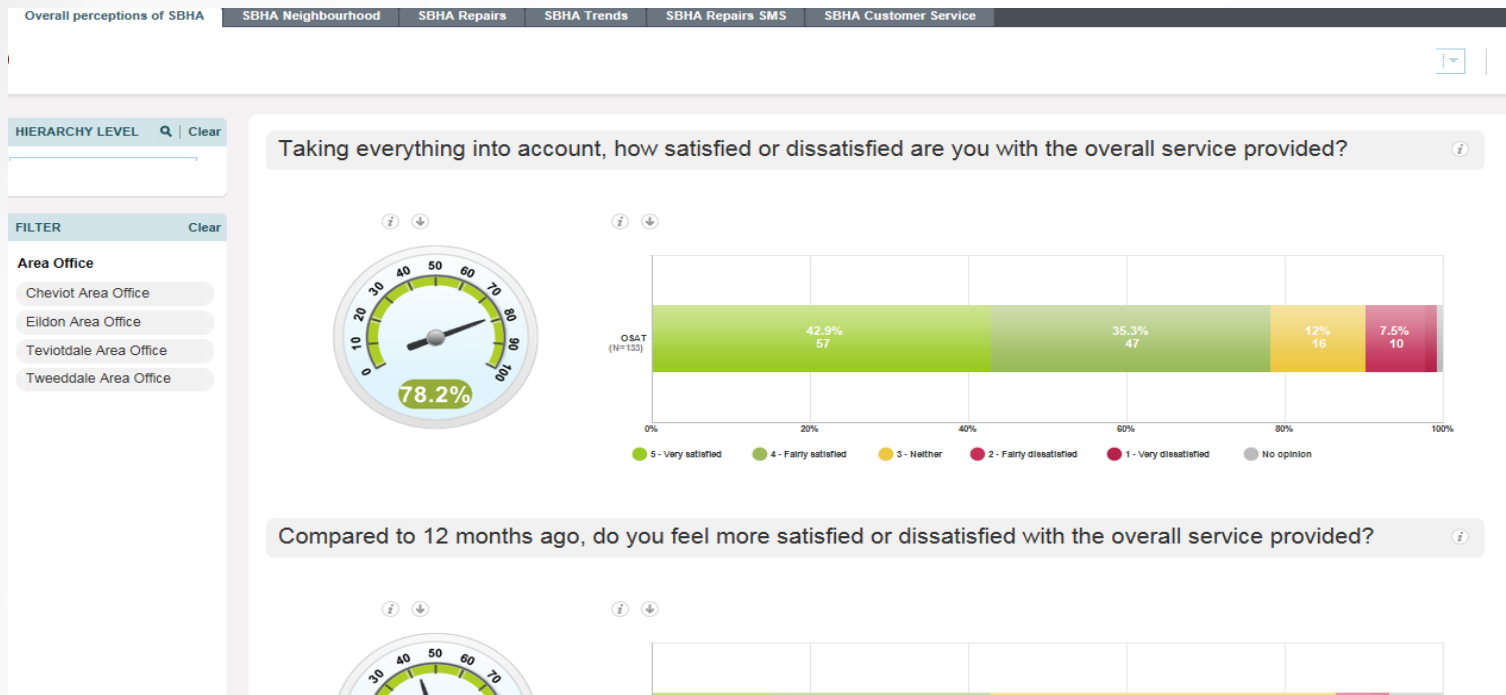 Overall perceptions of SBHA
SBHA Neighbourhood
SBHA Repairs
SBHA Trends
SBHA Repairs SMS
SBHA Customer Service
HIERARCHY LEVEL
Clear
FILTER
Clear
Area Office
Cheviot Area Office
Eildon Area Office
Teviotdale Area Office
Tweeddale Area Office
Taking everything into account, how satisfied or dissatisfied are you with the overall service provided?
i
i
0
10
20
30
40
50
60
70
80
90
100
78.2%
i
OSAT
(N=133)
42.9%
57
35.3%
47
12%
16
7.5%
10
0%
20%
40%
60%
80%
100%
5 - Very satisfied
4 - Fairly satisfied
3 - Neither
2 - Fairly dissatisfied
1 - Very dissatisfied
No opinion
Compared to 12 months ago, do you feel more satisfied or dissatisfied with the overall service provided?
i
i
30
40
50
60
70
i